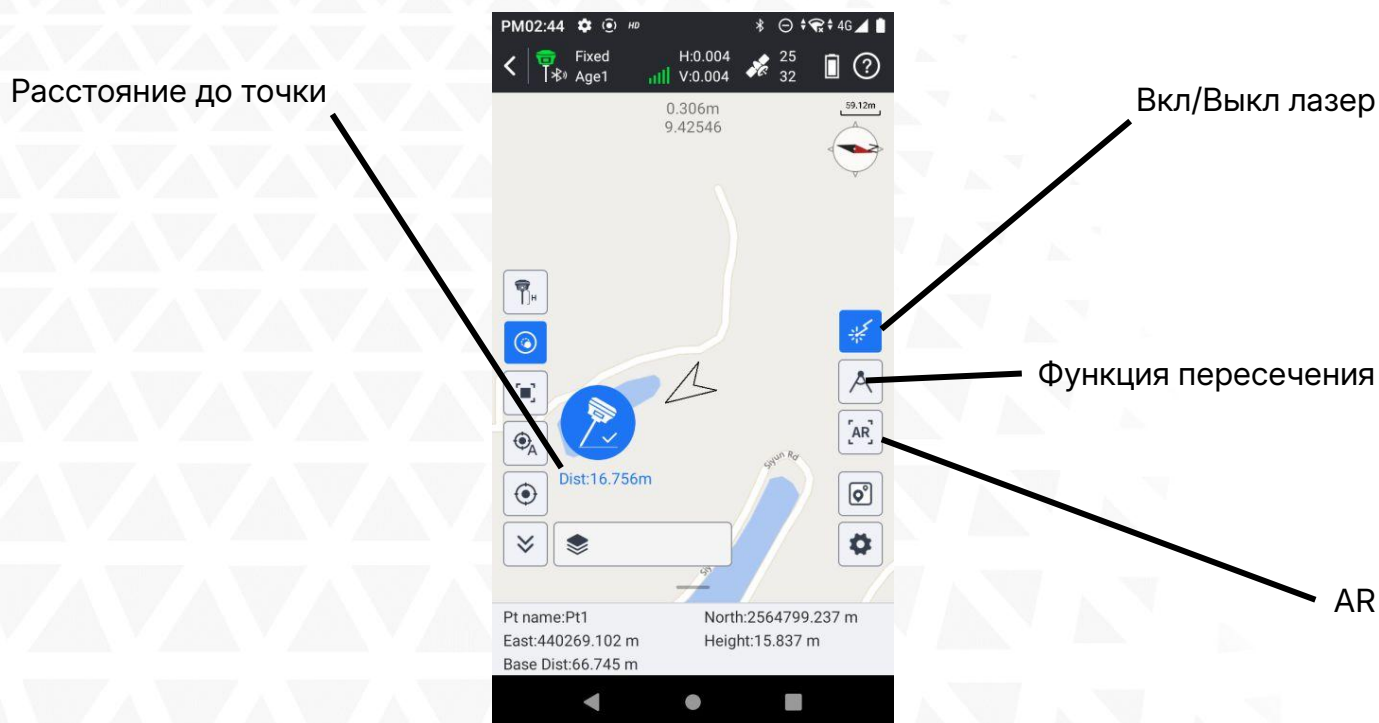 PM02:44 HD 4G
Fixed H:0.004 25
Age1 V:0.004 32
Расстояние до точки
Вкл/Выкл лазер
0.306m
9.42546
59.12m
N
H
Функция пересечения
AR
A
Siyun Rd
Dist:16.756m
Si
AR
Pt name:Pt1 North:2564799.237 m
East:440269.102 m Height:15.837 m
Base Dist:66.745 m